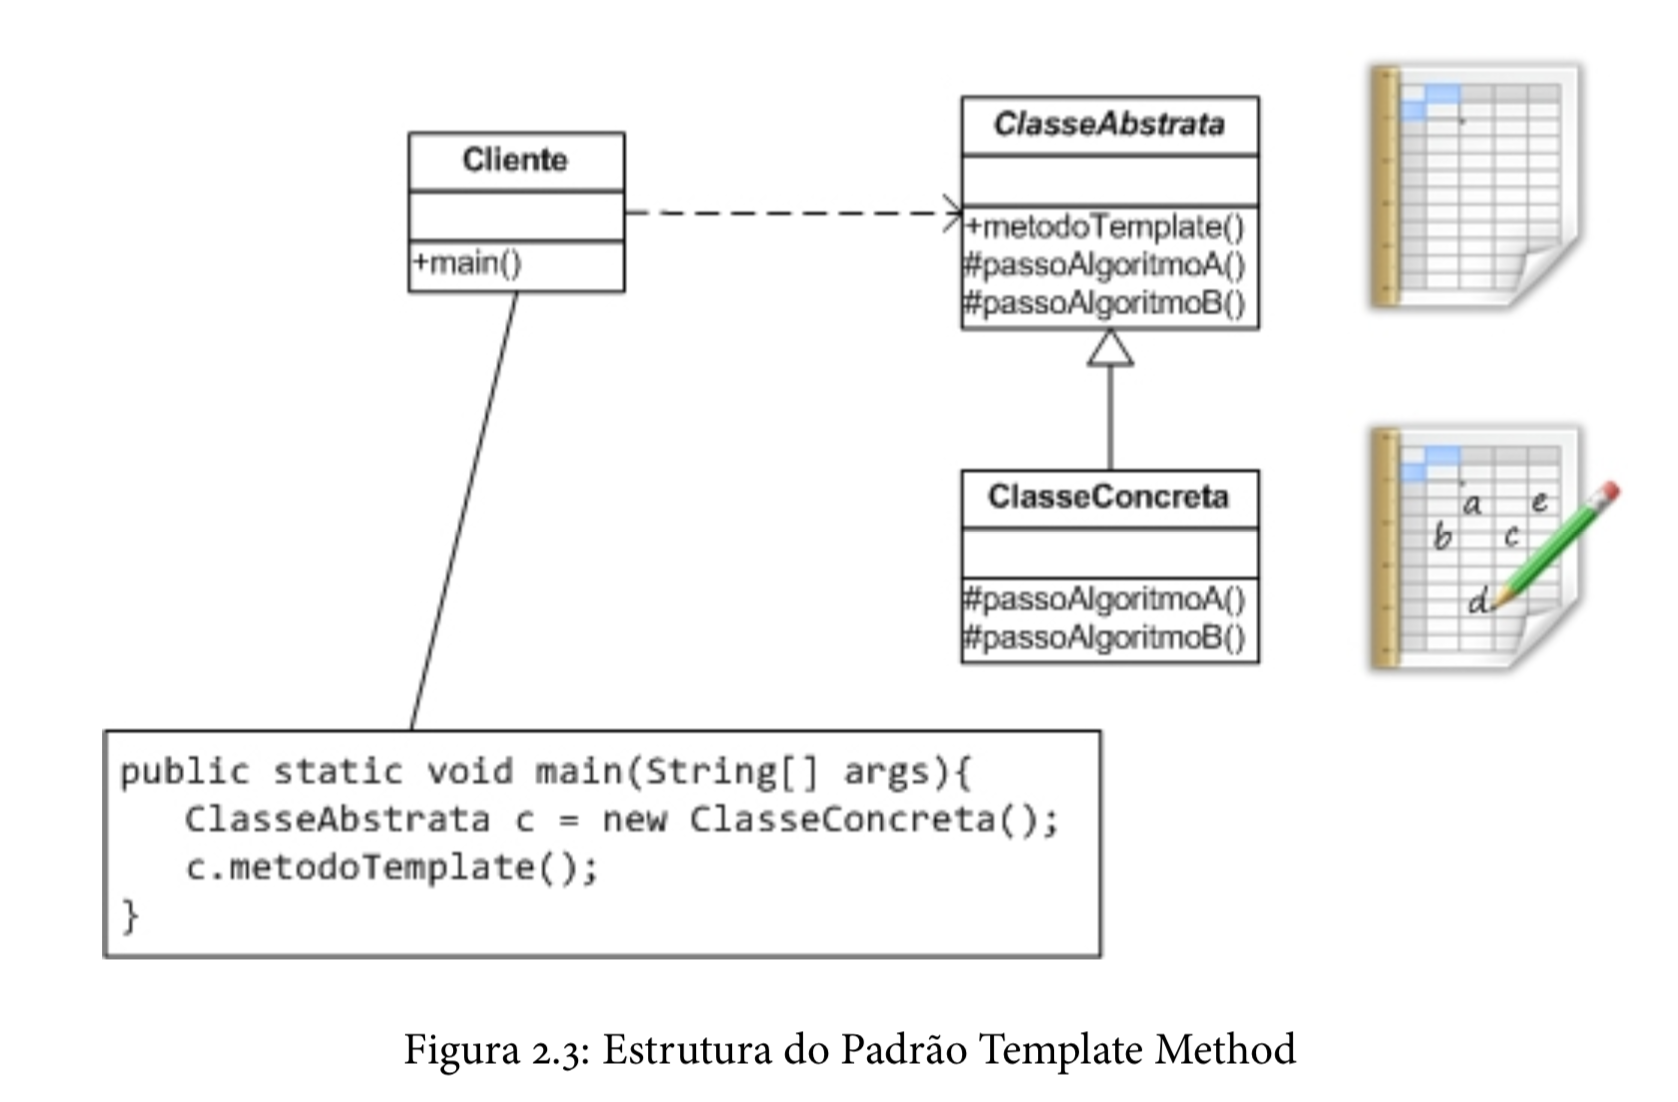 Cliente
+main()
ClasseAbstrata
+metodoTemplate()
#passoAlgoritmoA()
#passoAlgoritmoB()
ClasseConcreta
#passoAlgoritmoA()
#passoAlgoritmoB()
a e
b c
d
public static void main(String[] args){
ClasseAbstrata c = new ClasseConcreta();
c.metodoTemplate();
}
Figura 2.3: Estrutura do Padrão Template Method